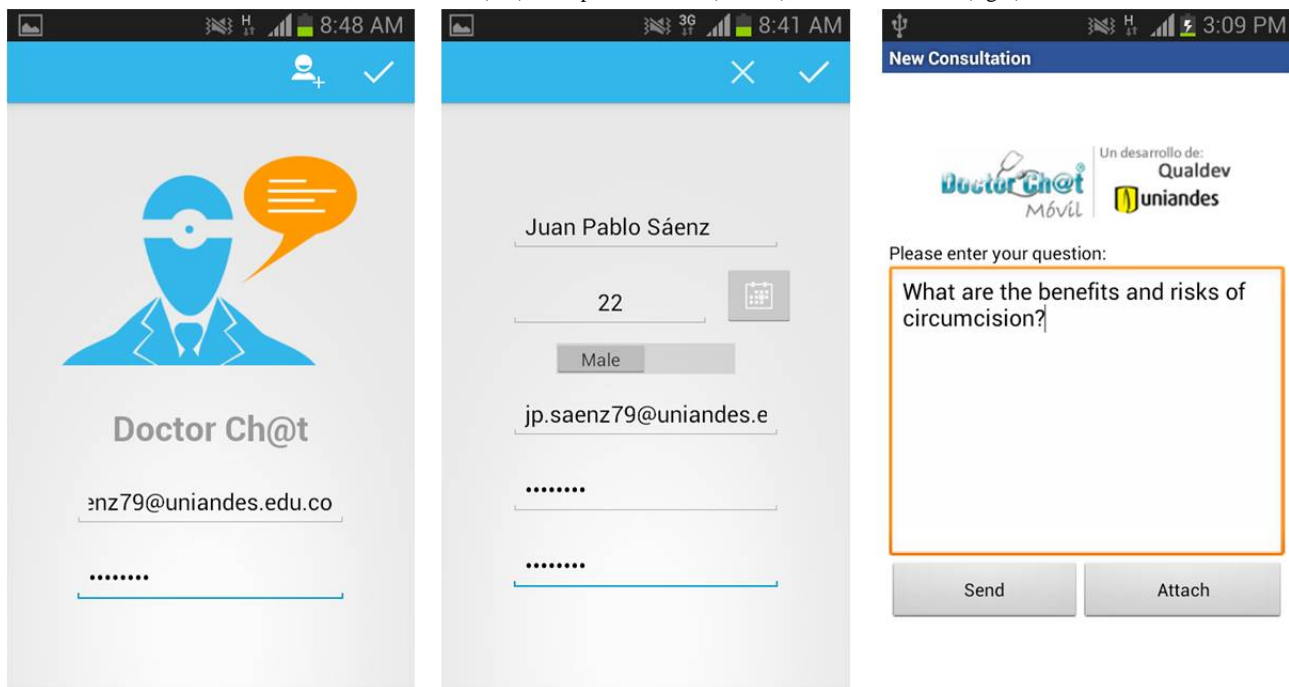 H
8:48 AM
Doctor Ch@t
enz79@uniandes.edu.co
••••••••
3G
8:41 AM
Juan Pablo Sáenz
22
Male
jp.saenz79@uniandes.e
••••••••
••••••••
H
3:09 PM
New Consultation
Doctor Ch@t
Móvil
Un desarrollo de:
Qualdev
uniandes
Please enter your question:
What are the benefits and risks of
circumcision?
Send
Attach